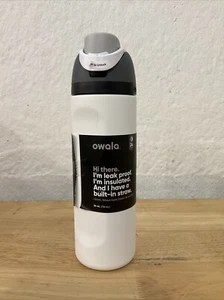 owala
Hi there.
I'm leak proof.
I'm insulated.
And I have a
built-in straw.